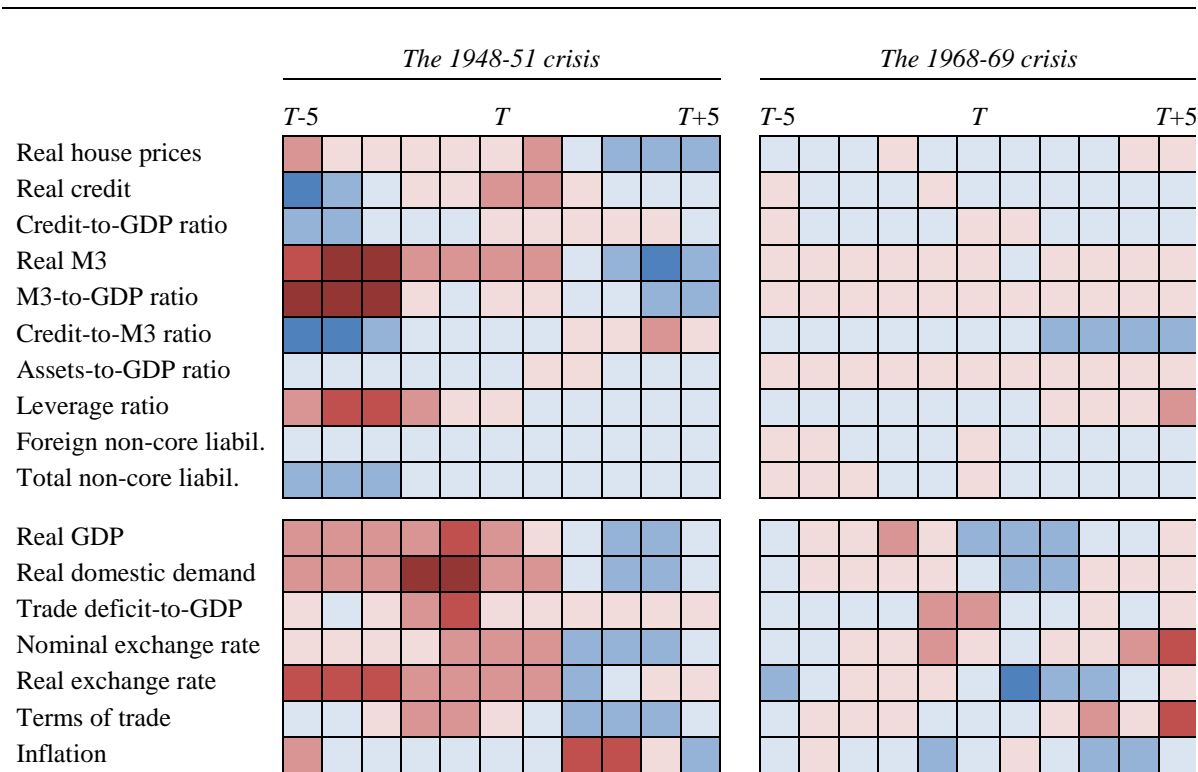 The 1948-51 crisis The 1968-69 crisis
T-5 T T+5 T-5 T T+5
Real house prices
Real credit
Credit-to-GDP ratio
Real M3
M3-to-GDP ratio
Credit-to-M3 ratio
Assets-to-GDP ratio
Leverage ratio
Foreign non-core liabil.
Total non-core liabil.
Real GDP
Real domestic demand
Trade deficit-to-GDP
Nominal exchange rate
Real exchange rate
Terms of trade
Inflation